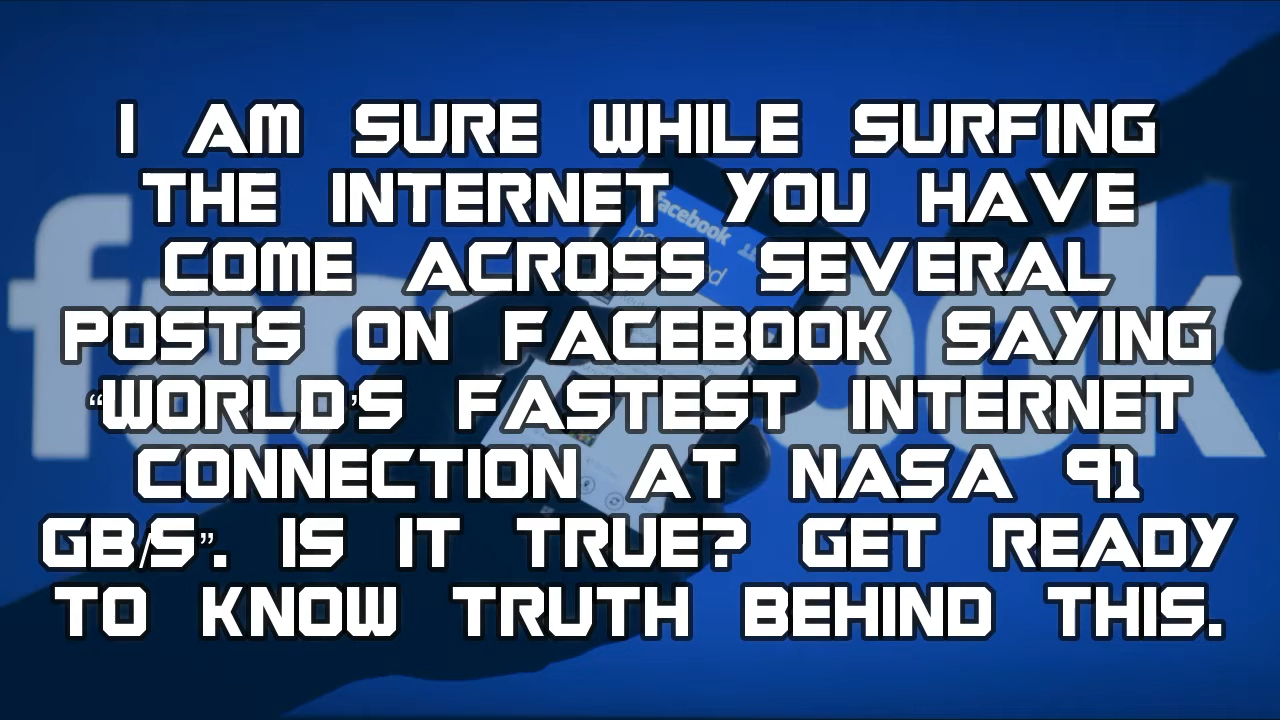 I AM SURE WHILE SURFING
THE INTERNET YOU HAVE
COME ACROSS SEVERAL
POSTS ON FACEBOOK SAYING
“WORLD’S FASTEST INTERNET
CONNECTION AT NASA 91
GB/S”. IS IT TRUE? GET READY
TO KNOW TRUTH BEHIND THIS.
facebook